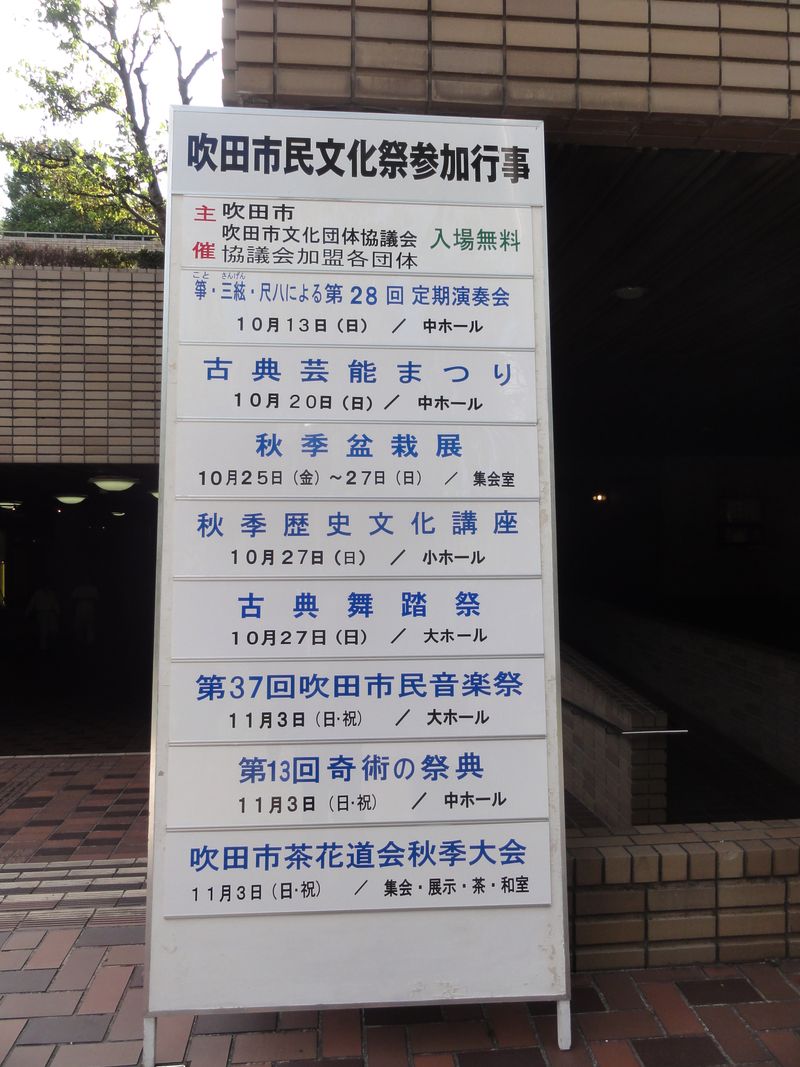 吹田市民文化祭参加行事
主催 吹田市
吹田市文化団体協議会
協議会加盟各団体
入場無料
こと さんげん
箏・三絃・尺八による第28回 定期演奏会
10月13日(日) / 中ホール
古典芸能まつり
10月20日(日) / 中ホール
秋季盆栽展
10月25日(金)~27日(日) / 集会室
秋季歴史文化講座
10月27日(日) / 小ホール
古典舞踏祭
10月27日(日) / 大ホール
第37回吹田市民音楽祭
11月3日(日・祝) / 大ホール
第13回奇術の祭典
11月3日(日・祝) / 中ホール
吹田市茶花道会秋季大会
11月3日(日・祝) / 集会・展示・茶・和室